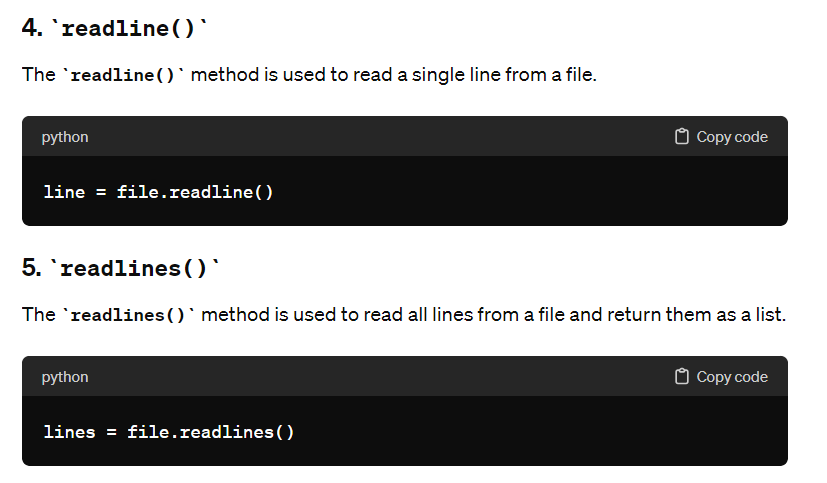 4. `readline()`
The `readline()` method is used to read a single line from a file.
python Copy code
line = file.readline()
5. `readlines()`
The `readlines()` method is used to read all lines from a file and return them as a list.
python Copy code
lines = file.readlines()